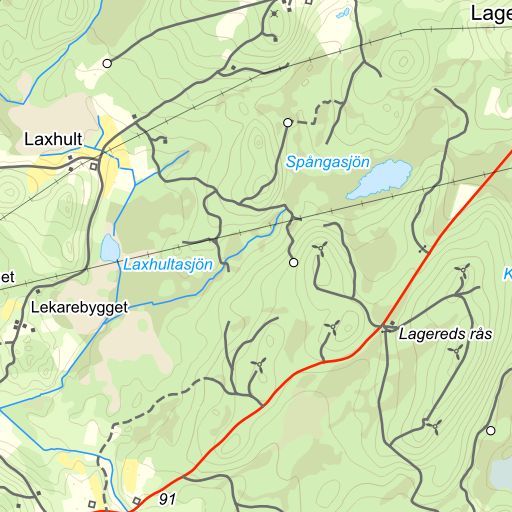 Lage
Laxhult
Spångasjön
Laxhultasjön
et
K
Lekarebygget
Lagereds rås
91